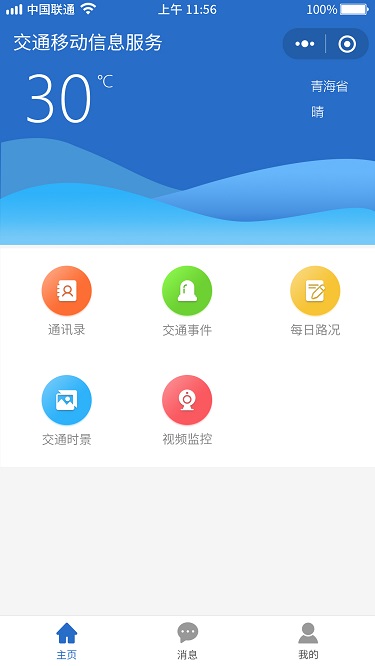 中国联通 上午 11:56 100%
交通移动信息服务
30℃
青海省
晴
通讯录 交通事件 每日路况
交通时景 视频监控
主页 消息 我的